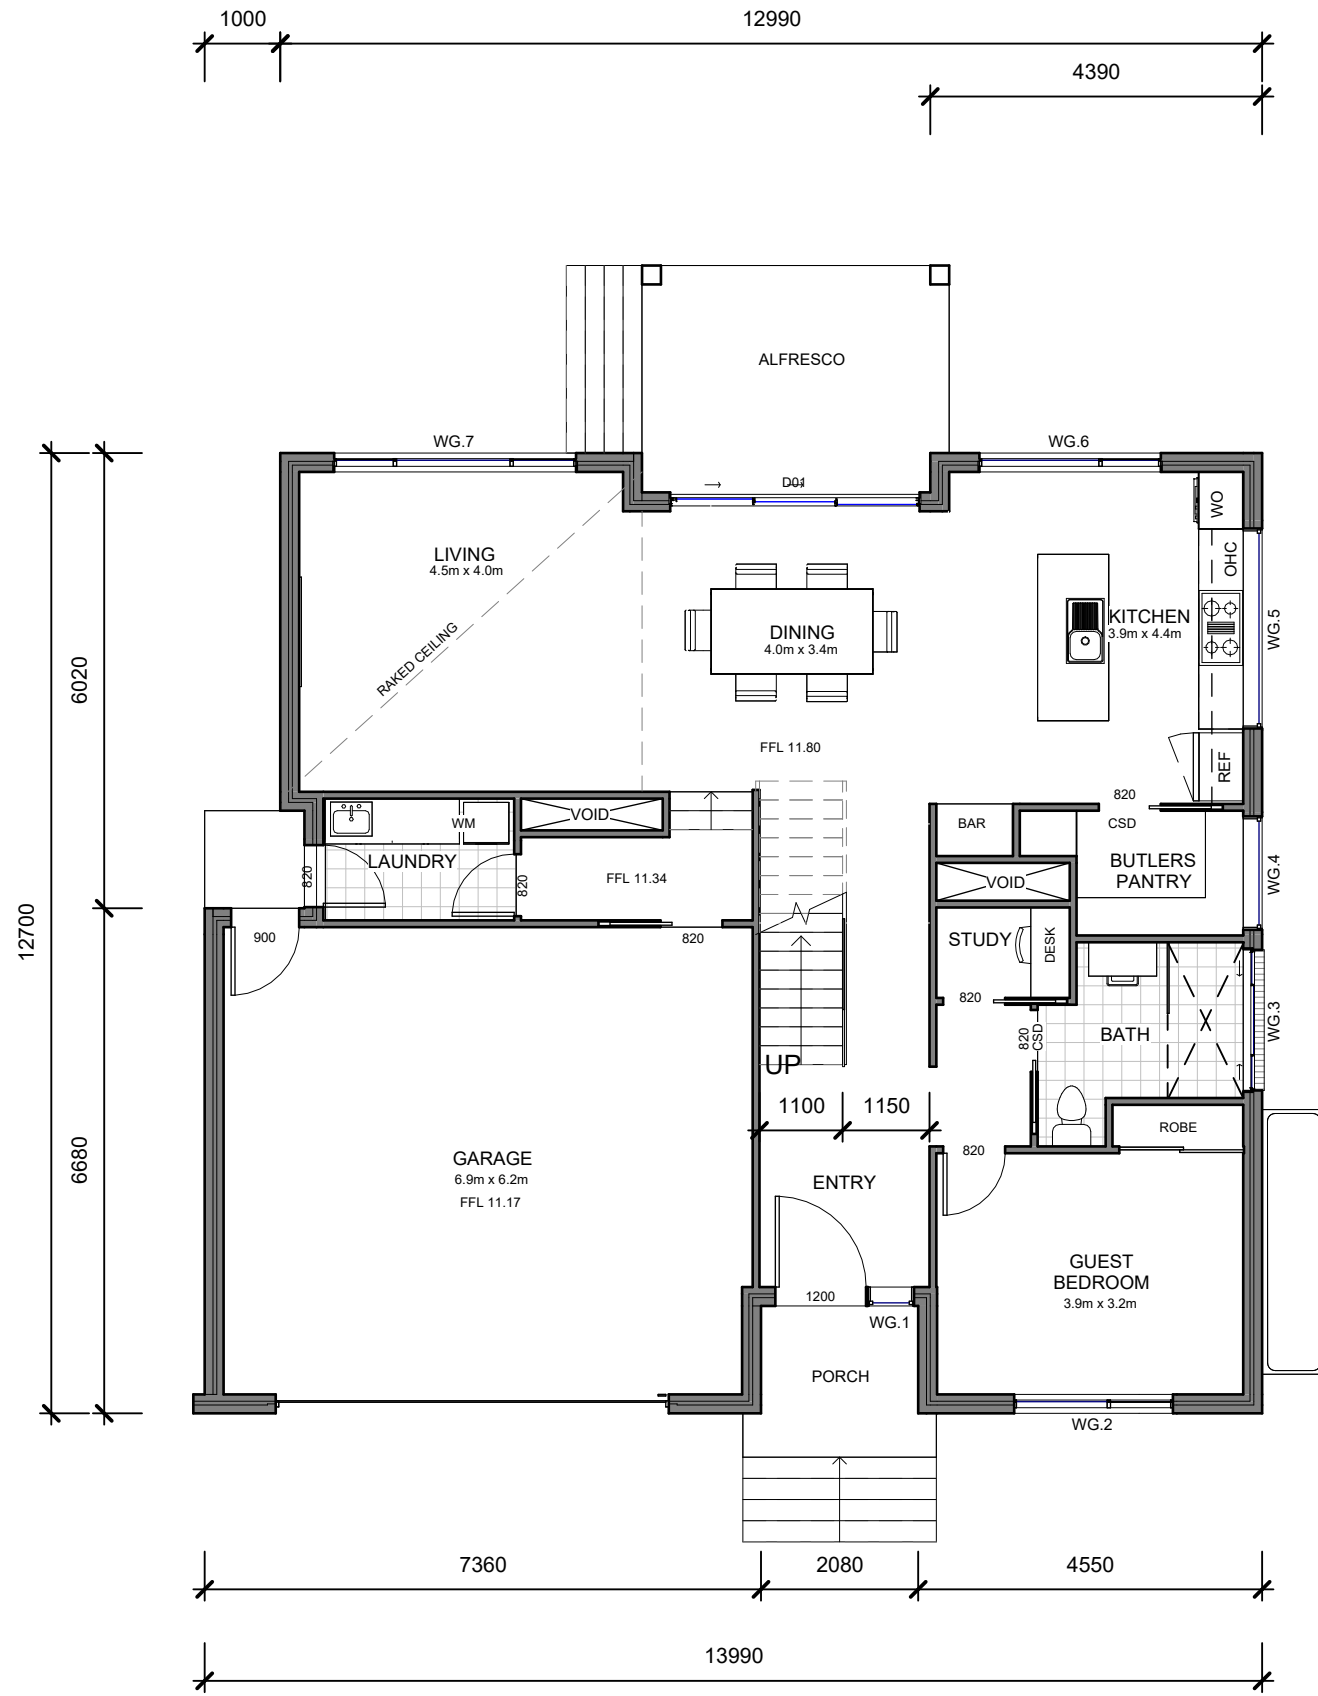 1000
12990
4390
ALFRESCO
WG.7
WG.6
D01
WO
LIVING
4.5m x 4.0m
OHC
KITCHEN
3.9m x 4.4m
WG.5
DINING
4.0m x 3.4m
RAKED CEILING
6020
FFL 11.80
REF
820
VOID
WM
BAR
CSD
LAUNDRY
820
820
FFL 11.34
BUTLERS
PANTRY
WG.4
VOID
12700
900
820
STUDY
DESK
820
820
CSD
BATH
WG.3
UP
1100
1150
ROBE
820
6680
GARAGE
6.9m x 6.2m
FFL 11.17
ENTRY
GUEST
BEDROOM
3.9m x 3.2m
1200
WG.1
PORCH
WG.2
7360
2080
4550
13990